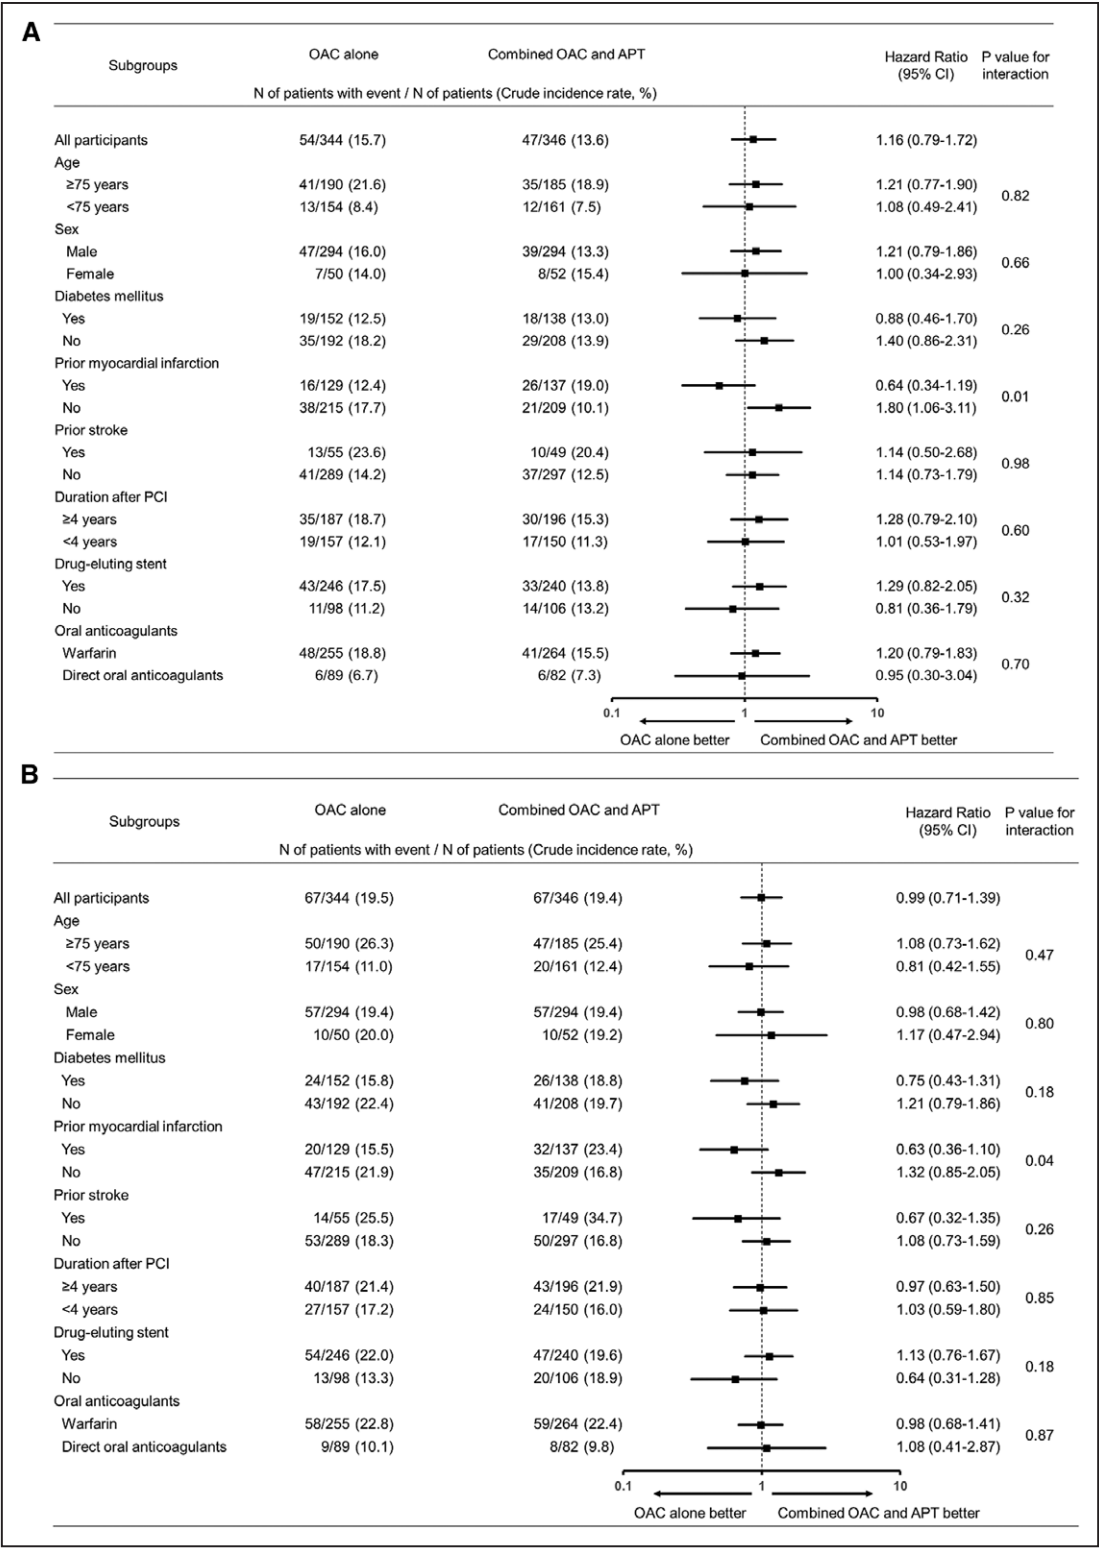 A
Subgroups OAC alone Combined OAC and APT Hazard Ratio (95% CI) P value for interaction
N of patients with event / N of patients (Crude incidence rate, %)
All participants 54/344 (15.7) 47/346 (13.6) 1.16 (0.79-1.72)
Age
≥75 years 41/190 (21.6) 35/185 (18.9) 1.21 (0.77-1.90)
0.82
<75 years 13/154 (8.4) 12/161 (7.5) 1.08 (0.49-2.41)
Sex
Male 47/294 (16.0) 39/294 (13.3) 1.21 (0.79-1.86)
0.66
Female 7/50 (14.0) 8/52 (15.4) 1.00 (0.34-2.93)
Diabetes mellitus
Yes 19/152 (12.5) 18/138 (13.0) 0.88 (0.46-1.70)
0.26
No 35/192 (18.2) 29/208 (13.9) 1.40 (0.86-2.31)
Prior myocardial infarction
Yes 16/129 (12.4) 26/137 (19.0) 0.64 (0.34-1.19)
0.01
No 38/215 (17.7) 21/209 (10.1) 1.80 (1.06-3.11)
Prior stroke
Yes 13/55 (23.6) 10/49 (20.4) 1.14 (0.50-2.68)
0.98
No 41/289 (14.2) 37/297 (12.5) 1.14 (0.73-1.79)
Duration after PCI
≥4 years 35/187 (18.7) 30/196 (15.3) 1.28 (0.79-2.10)
0.60
<4 years 19/157 (12.1) 17/150 (11.3) 1.01 (0.53-1.97)
Drug-eluting stent
Yes 43/246 (17.5) 33/240 (13.8) 1.29 (0.82-2.05)
0.32
No 11/98 (11.2) 14/106 (13.2) 0.81 (0.36-1.79)
Oral anticoagulants
Warfarin 48/255 (18.8) 41/264 (15.5) 1.20 (0.79-1.83)
0.70
Direct oral anticoagulants 6/89 (6.7) 6/82 (7.3) 0.95 (0.30-3.04)
0.1 1 10
OAC alone better Combined OAC and APT better
B
Subgroups OAC alone Combined OAC and APT Hazard Ratio (95% CI) P value for interaction
N of patients with event / N of patients (Crude incidence rate, %)
All participants 67/344 (19.5) 67/346 (19.4) 0.99 (0.71-1.39)
Age
≥75 years 50/190 (26.3) 47/185 (25.4) 1.08 (0.73-1.62)
0.47
<75 years 17/154 (11.0) 20/161 (12.4) 0.81 (0.42-1.55)
Sex
Male 57/294 (19.4) 57/294 (19.4) 0.98 (0.68-1.42)
0.80
Female 10/50 (20.0) 10/52 (19.2) 1.17 (0.47-2.94)
Diabetes mellitus
Yes 24/152 (15.8) 26/138 (18.8) 0.75 (0.43-1.31)
0.18
No 43/192 (22.4) 41/208 (19.7) 1.21 (0.79-1.86)
Prior myocardial infarction
Yes 20/129 (15.5) 32/137 (23.4) 0.63 (0.36-1.10)
0.04
No 47/215 (21.9) 35/209 (16.8) 1.32 (0.85-2.05)
Prior stroke
Yes 14/55 (25.5) 17/49 (34.7) 0.67 (0.32-1.35)
0.26
No 53/289 (18.3) 50/297 (16.8) 1.08 (0.73-1.59)
Duration after PCI
≥4 years 40/187 (21.4) 43/196 (21.9) 0.97 (0.63-1.50)
0.85
<4 years 27/157 (17.2) 24/150 (16.0) 1.03 (0.59-1.80)
Drug-eluting stent
Yes 54/246 (22.0) 47/240 (19.6) 1.13 (0.76-1.67)
0.18
No 13/98 (13.3) 20/106 (18.9) 0.64 (0.31-1.28)
Oral anticoagulants
Warfarin 58/255 (22.8) 59/264 (22.4) 0.98 (0.68-1.41)
0.87
Direct oral anticoagulants 9/89 (10.1) 8/82 (9.8) 1.08 (0.41-2.87)
0.1 1 10
OAC alone better Combined OAC and APT better